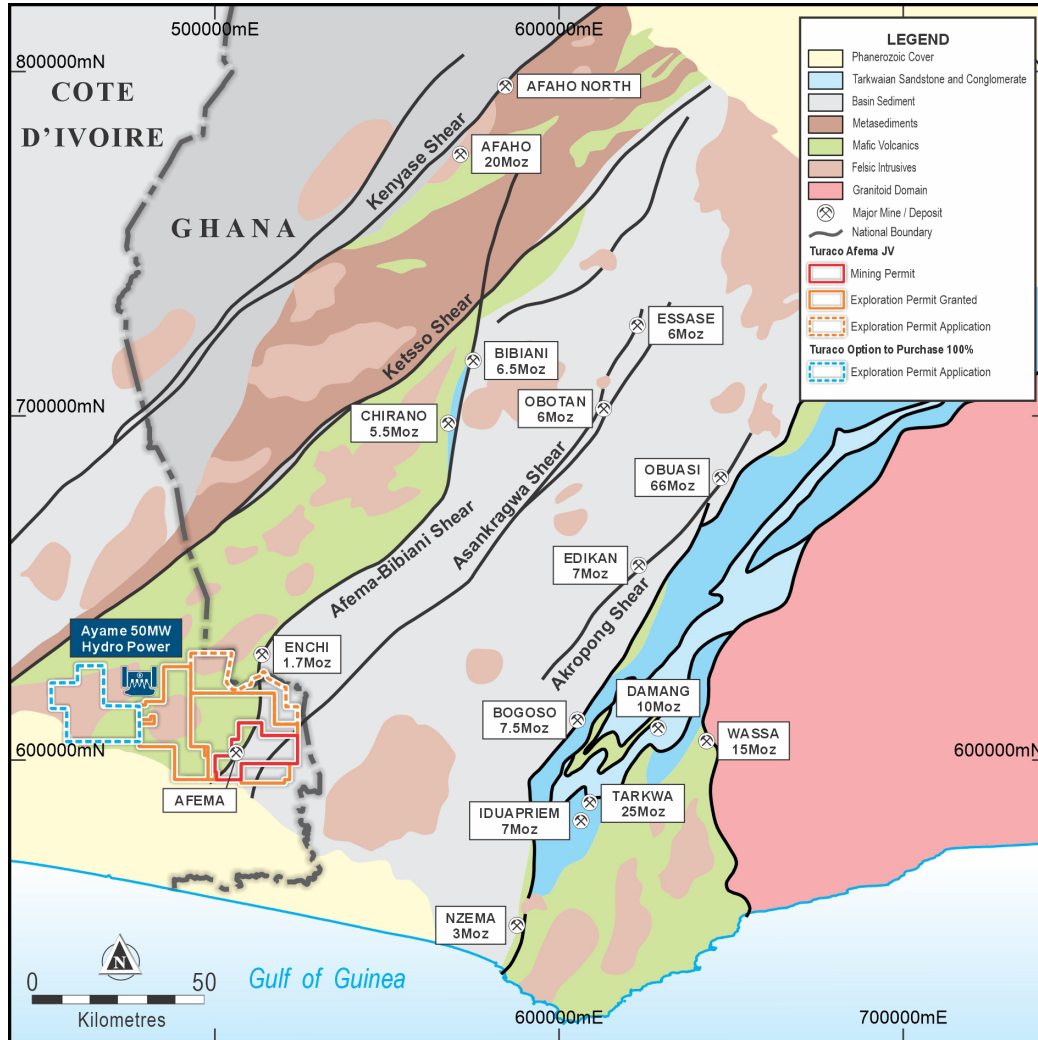 500000mE
600000mE
800000mN
COTE
D'IVOIRE
GHANA
AFAHO NORTH
AFAHO
20Moz
Kenyase Shear
LEGEND
Phanerozoic Cover
Tarkwaian Sandstone and Conglomerate
Basin Sediment
Metasediments
Mafic Volcanics
Felsic Intrusives
Granitoid Domain
Major Mine / Deposit
National Boundary
Turaco Afema JV
Mining Permit
Exploration Permit Granted
Exploration Permit Application
Turaco Option to Purchase 100%
Exploration Permit Application
Ketsso Shear
ESSASE
6Moz
BIBIANI
6.5Moz
OBOTAN
6Moz
700000mN
CHIRANO
5.5Moz
OBUASI
66Moz
Afema-Bibiani Shear
Asankragwa Shear
EDIKAN
7Moz
Akropong Shear
Ayame 50MW
Hydro Power
ENCHI
1.7Moz
DAMANG
10Moz
BOGOSO
7.5Moz
WASSA
15Moz
600000mN
600000mN
AFEMA
TARKWA
25Moz
IDUAPRIEM
7Moz
NZEMA
3Moz
N
0
50
Kilometres
Gulf of Guinea
600000mE
700000mE